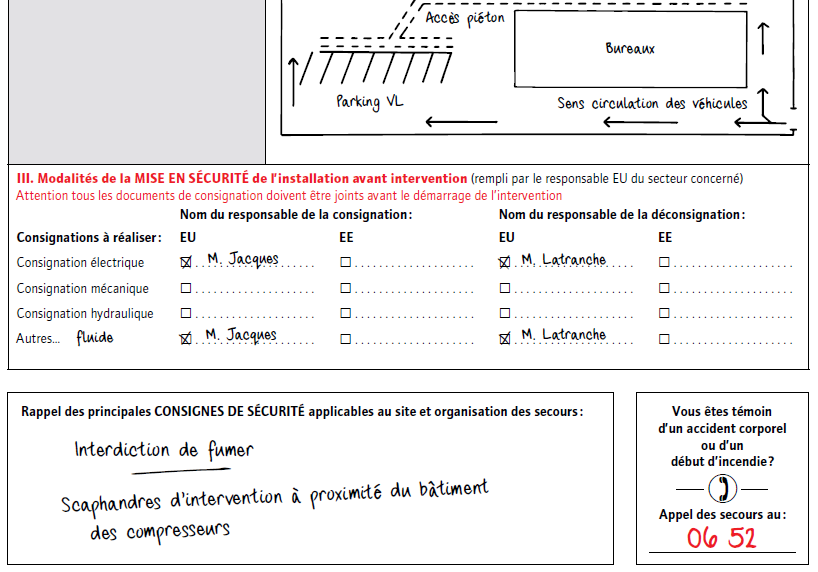 Accès piéton
Bureaux
Parking VL
Sens circulation des véhicules
III. Modalités de la MISE EN SÉCURITÉ de l'installation avant intervention (rempli par le responsable EU du secteur concerné)
Attention tous les documents de consignation doivent être joints avant le démarrage de l'intervention
Nom du responsable de la consignation : Nom du responsable de la déconsignation :
Consignations à réaliser : EU EE EU EE
Consignation électrique ☒ M. Jacques ☐ ☒ M. Latranche ☐
Consignation mécanique ☐ ☐ ☐ ☐
Consignation hydraulique ☐ ☐ ☐ ☐
Autres... fluide ☒ M. Jacques ☐ ☒ M. Latranche ☐
Rappel des principales CONSIGNES DE SÉCURITÉ applicables au site et organisation des secours :
Interdiction de fumer
Scaphandres d'intervention à proximité du bâtiment
des compresseurs
Vous êtes témoin
d'un accident corporel
ou d'un
début d'incendie ?
Appel des secours au :
06 52